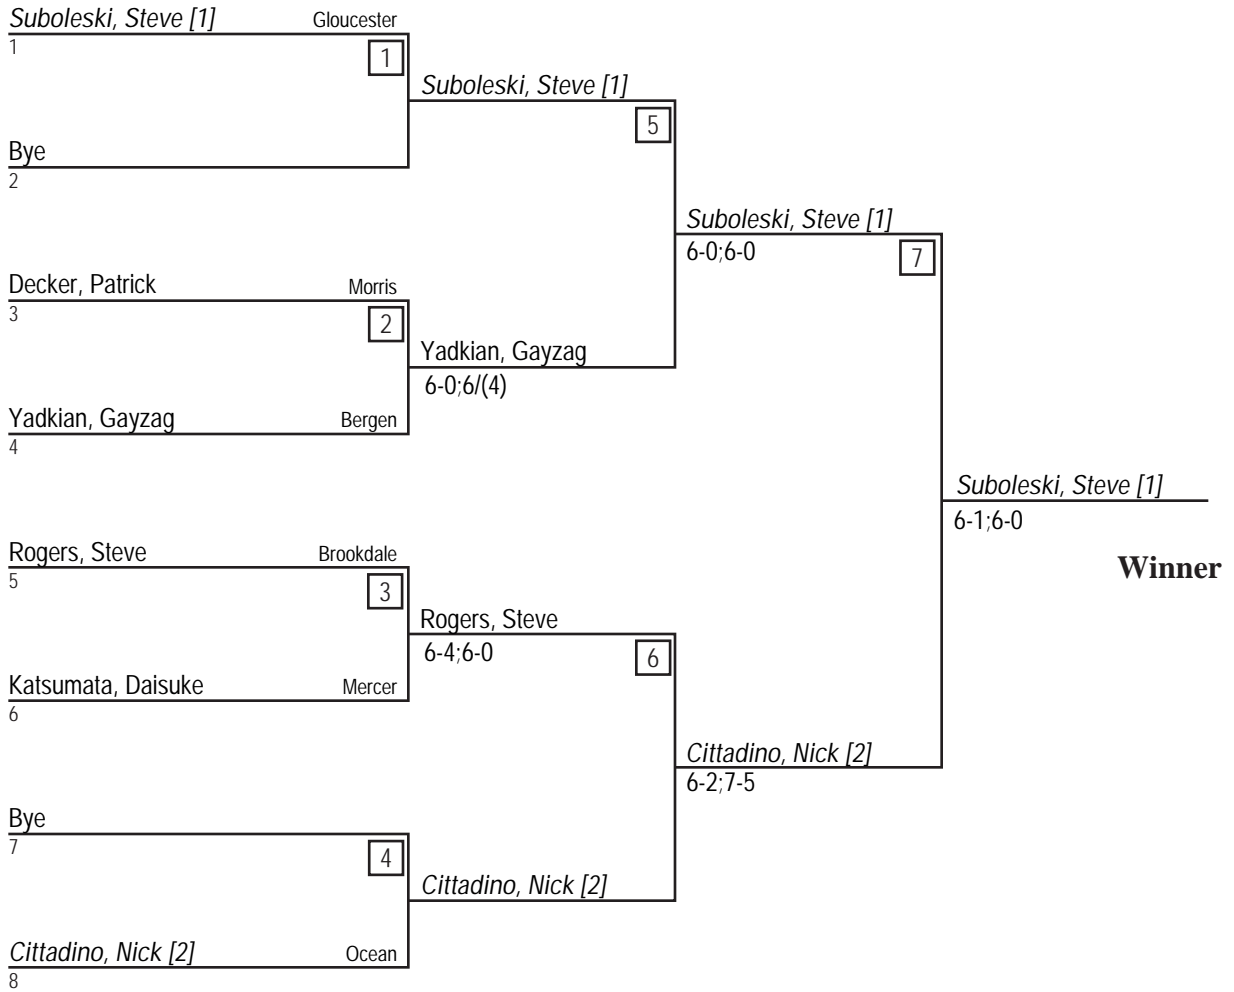 Suboleski, Steve [1] Gloucester
1
1
Suboleski, Steve [1]
5
Bye
2
Suboleski, Steve [1]
6-0;6-0
7
Decker, Patrick Morris
3
2
Yadkian, Gayzag
6-0;6/(4)
Yadkian, Gayzag Bergen
4
Suboleski, Steve [1]
6-1;6-0
Winner
Rogers, Steve Brookdale
5
3
Rogers, Steve
6-4;6-0
6
Katsumata, Daisuke Mercer
6
Cittadino, Nick [2]
6-2;7-5
Bye
7
4
Cittadino, Nick [2]
Cittadino, Nick [2] Ocean
8